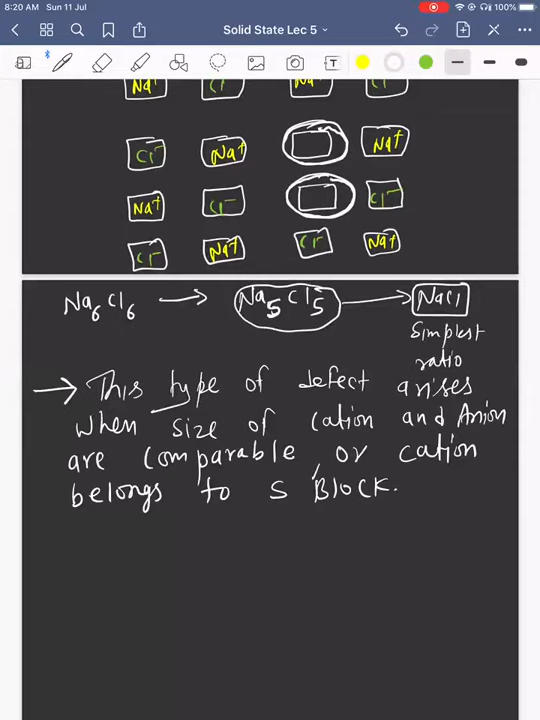 8:20 AM Sun 11 Jul
100%
Solid State Lec 5
T
Na+ Cl- Na+ Cl-
Cl- Na+ Na+
Na+ Cl- Cl-
Cl- Na+ Cl- Na+
Na6Cl6 → Na5Cl5 → NaCl
Simplest
ratio
→ This type of defect arises
when size of cation and Anion
are comparable, or cation
belongs to S Block.